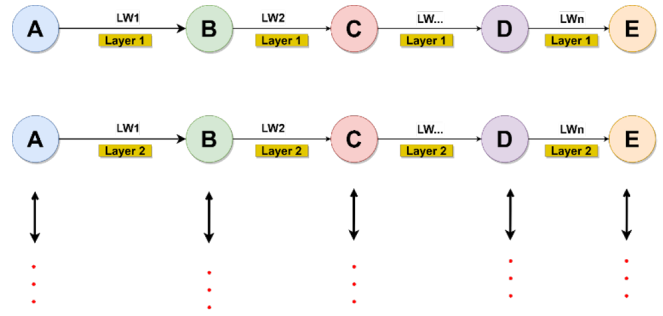 LW1 LW2 LW... LWn
A B C D E
Layer 1 Layer 1 Layer 1 Layer 1
LW1 LW2 LW... LWn
A B C D E
Layer 2 Layer 2 Layer 2 Layer 2